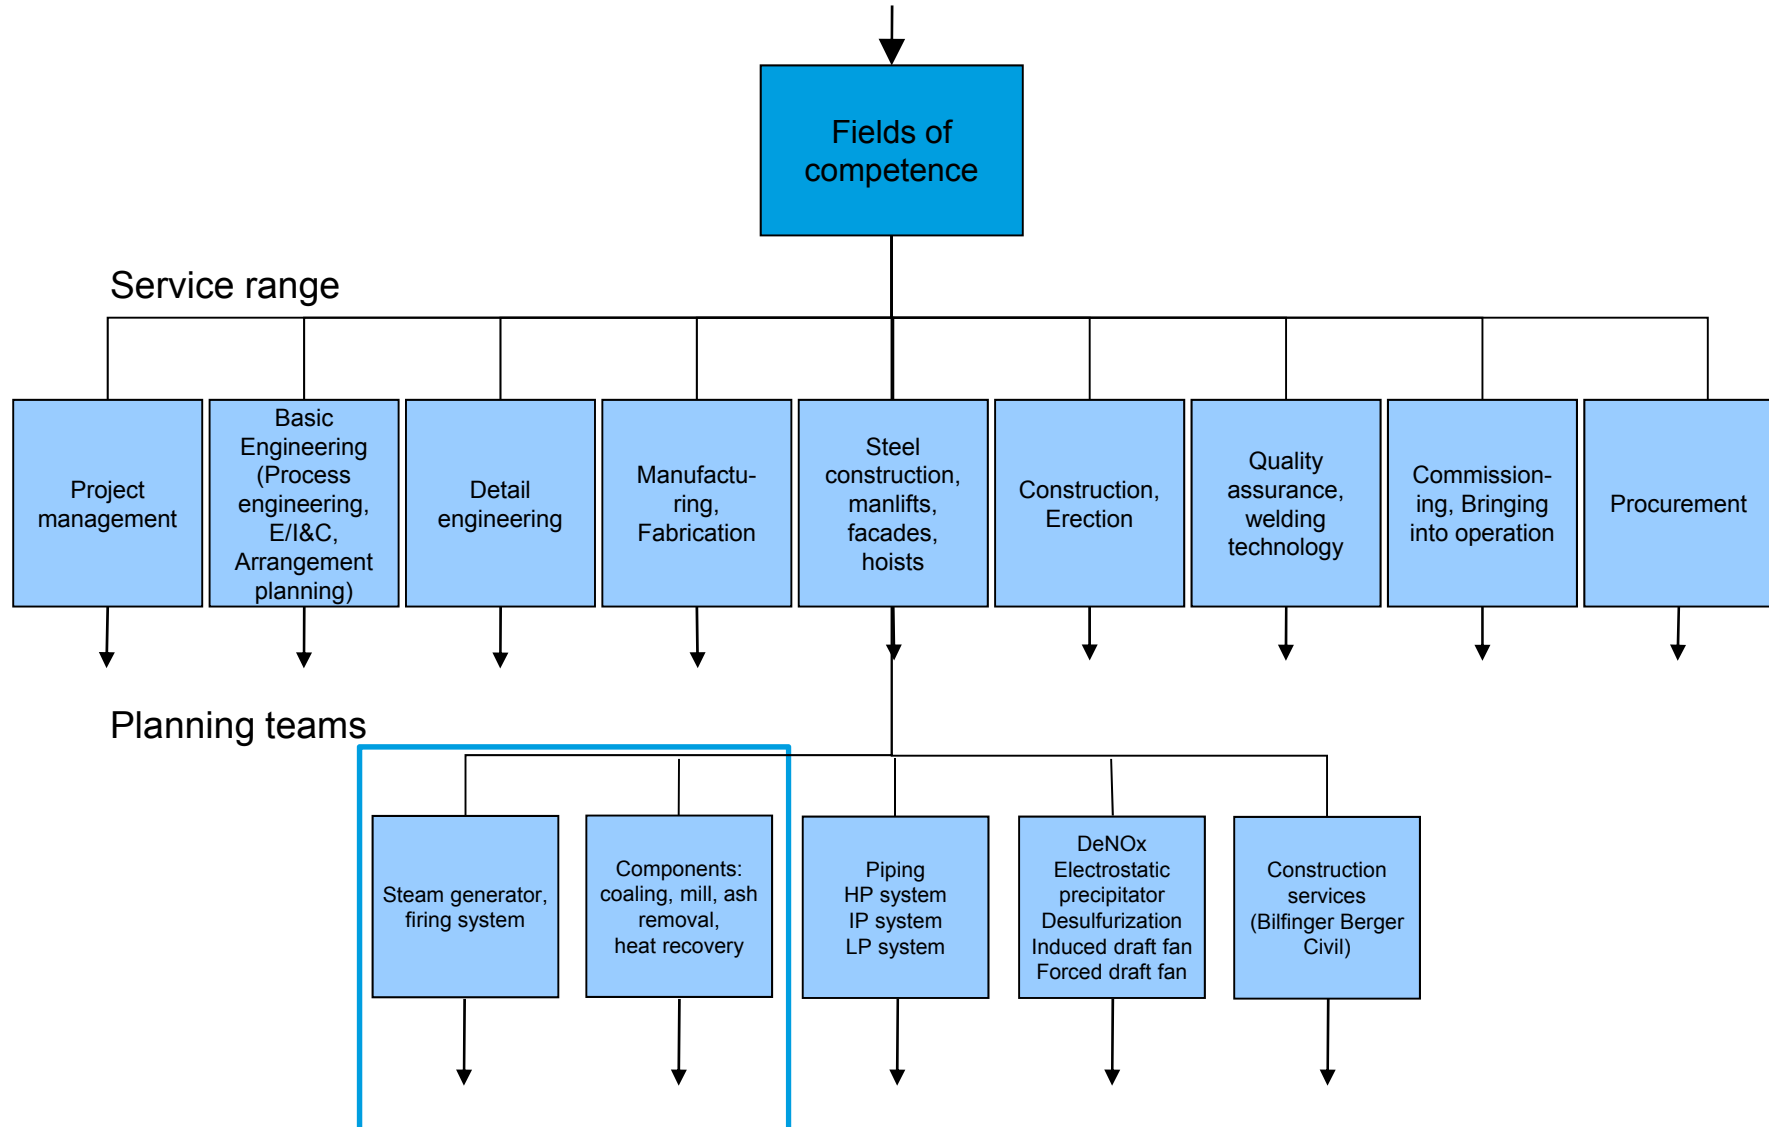 Fields of
competence
Service range
Project
management
Basic
Engineering
(Process
engineering,
E/I&C,
Arrangement
planning)
Detail
engineering
Manufactu-
ring,
Fabrication
Steel
construction,
manlifts,
facades,
hoists
Construction,
Erection
Quality
assurance,
welding
technology
Commission-
ing, Bringing
into operation
Procurement
Planning teams
Steam generator,
firing system
Components:
coaling, mill, ash
removal,
heat recovery
Piping
HP system
IP system
LP system
DeNOx
Electrostatic
precipitator
Desulfurization
Induced draft fan
Forced draft fan
Construction
services
(Bilfinger Berger
Civil)